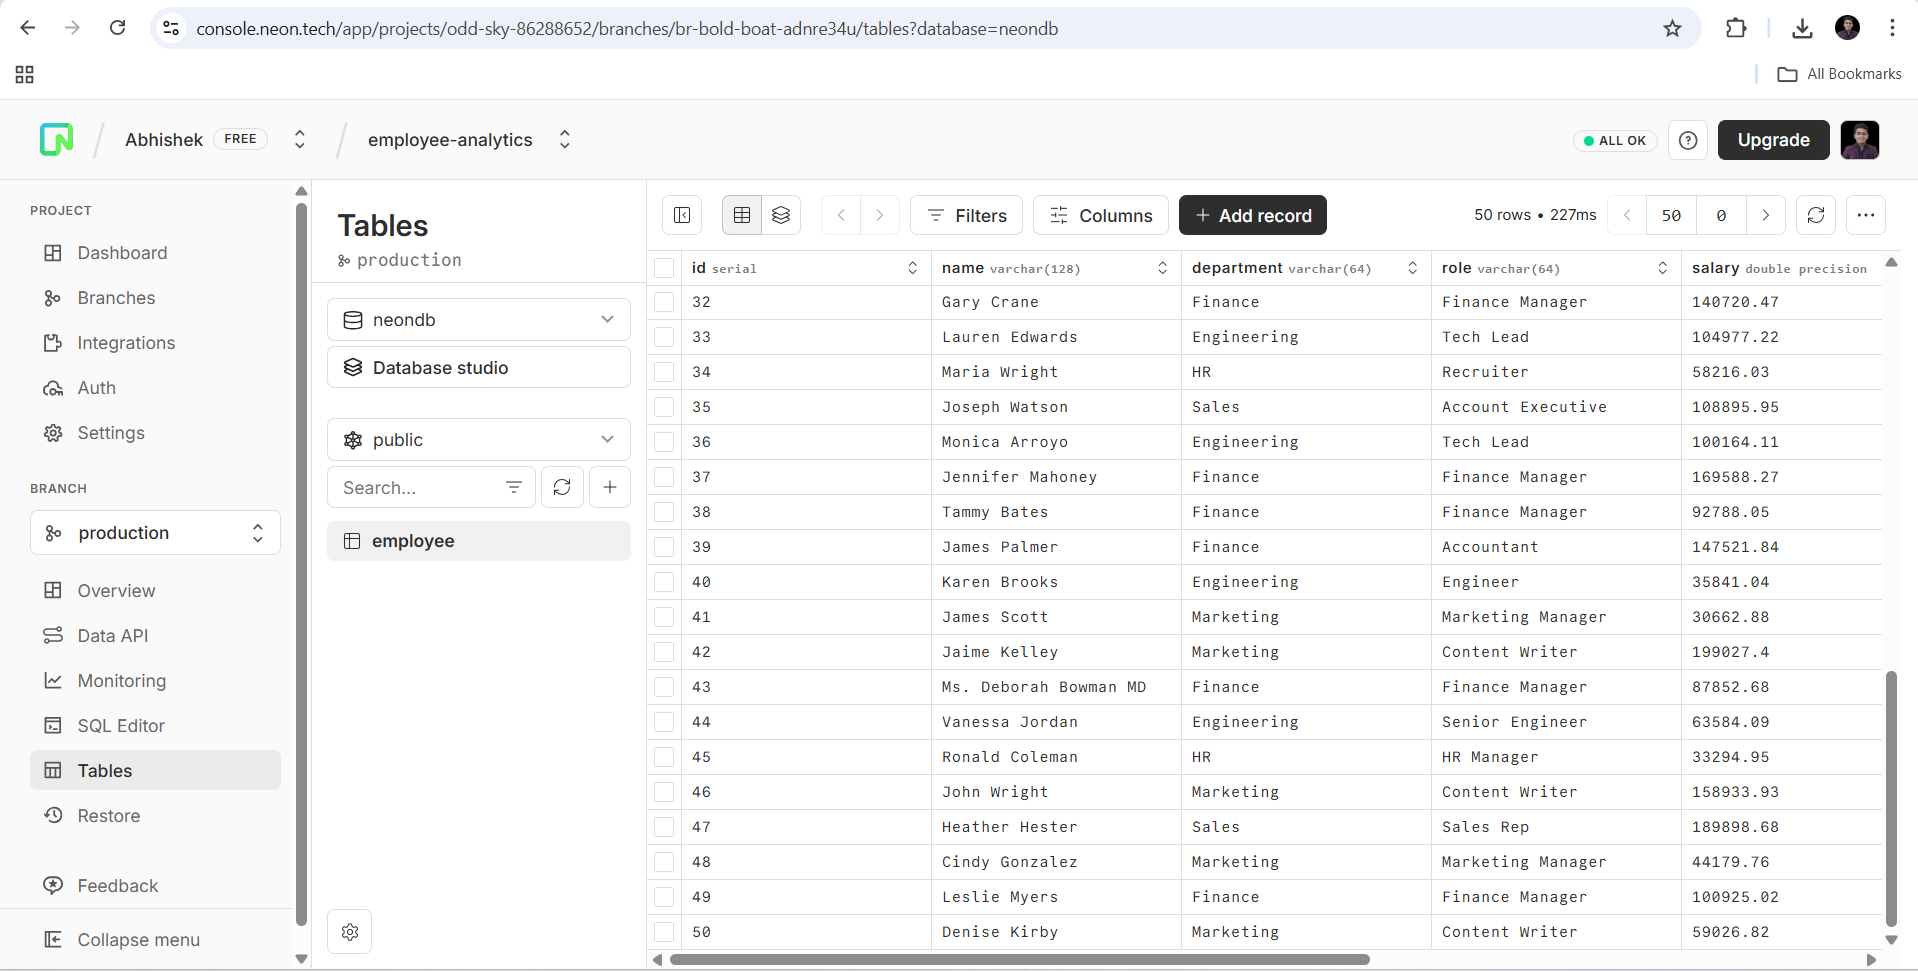 console.neon.tech/app/projects/odd-sky-86288652/branches/br-bold-boat-adnre34u/tables?database=neondb
All Bookmarks
Abhishek FREE employee-analytics ALL OK Upgrade
PROJECT
Dashboard
Branches
Integrations
Auth
Settings
BRANCH
production
Overview
Data API
Monitoring
SQL Editor
Tables
Restore
Feedback
Collapse menu
Tables
production
neondb
Database studio
public
Search...
employee
Filters Columns Add record 50 rows • 227ms 50 0
id serial name varchar(128) department varchar(64) role varchar(64) salary double precision
32 Gary Crane Finance Finance Manager 140720.47
33 Lauren Edwards Engineering Tech Lead 104977.22
34 Maria Wright HR Recruiter 58216.03
35 Joseph Watson Sales Account Executive 108895.95
36 Monica Arroyo Engineering Tech Lead 100164.11
37 Jennifer Mahoney Finance Finance Manager 169588.27
38 Tammy Bates Finance Finance Manager 92788.05
39 James Palmer Finance Accountant 147521.84
40 Karen Brooks Engineering Engineer 35841.04
41 James Scott Marketing Marketing Manager 30662.88
42 Jaime Kelley Marketing Content Writer 199027.4
43 Ms. Deborah Bowman MD Finance Finance Manager 87852.68
44 Vanessa Jordan Engineering Senior Engineer 63584.09
45 Ronald Coleman HR HR Manager 33294.95
46 John Wright Marketing Content Writer 158933.93
47 Heather Hester Sales Sales Rep 189898.68
48 Cindy Gonzalez Marketing Marketing Manager 44179.76
49 Leslie Myers Finance Finance Manager 100925.02
50 Denise Kirby Marketing Content Writer 59026.82